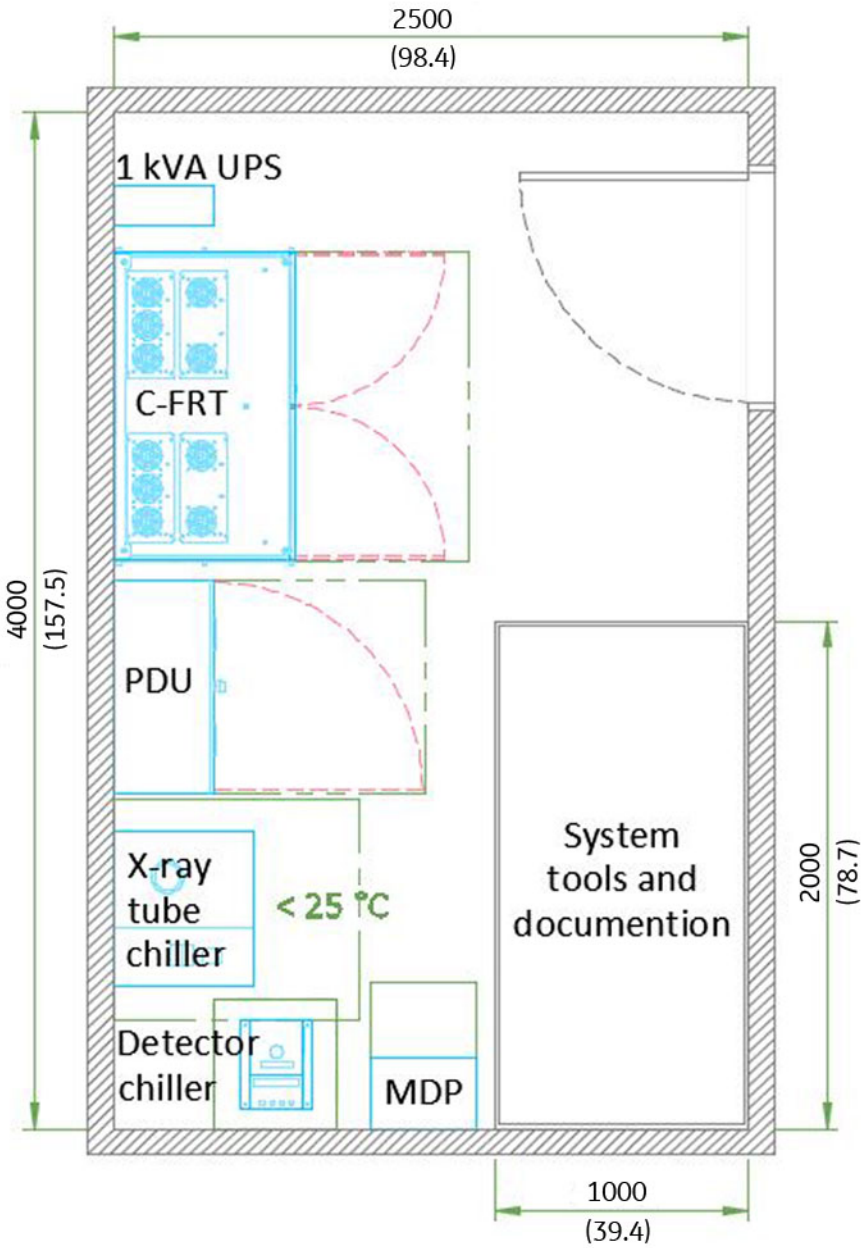 2500
(98.4)
1 kVA UPS
C-FRT
4000
(157.5)
PDU
System
tools and
documention
2000
(78.7)
X-ray
tube
chiller
< 25 °C
Detector
chiller
MDP
1000
(39.4)